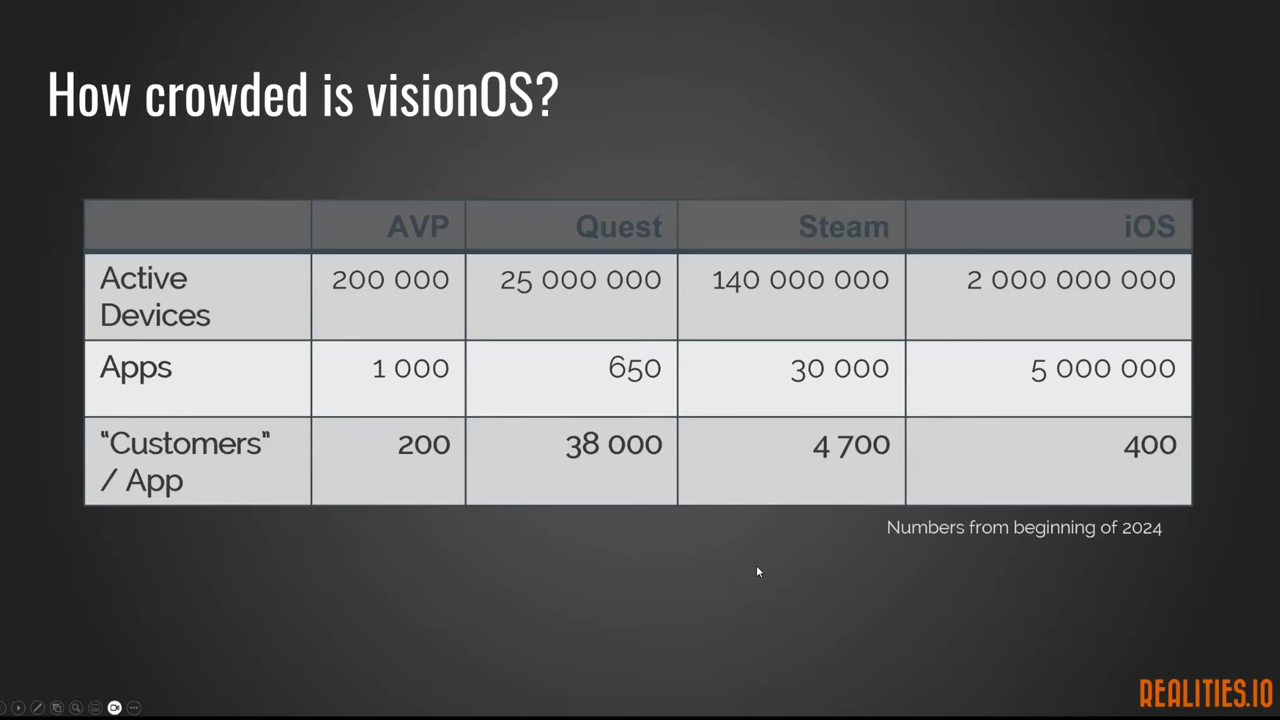 How crowded is visionOS?
AVP Quest Steam iOS
Active Devices 200 000 25 000 000 140 000 000 2 000 000 000
Apps 1 000 650 30 000 5 000 000
“Customers” / App 200 38 000 4 700 400
Numbers from beginning of 2024
REALITIES.IO